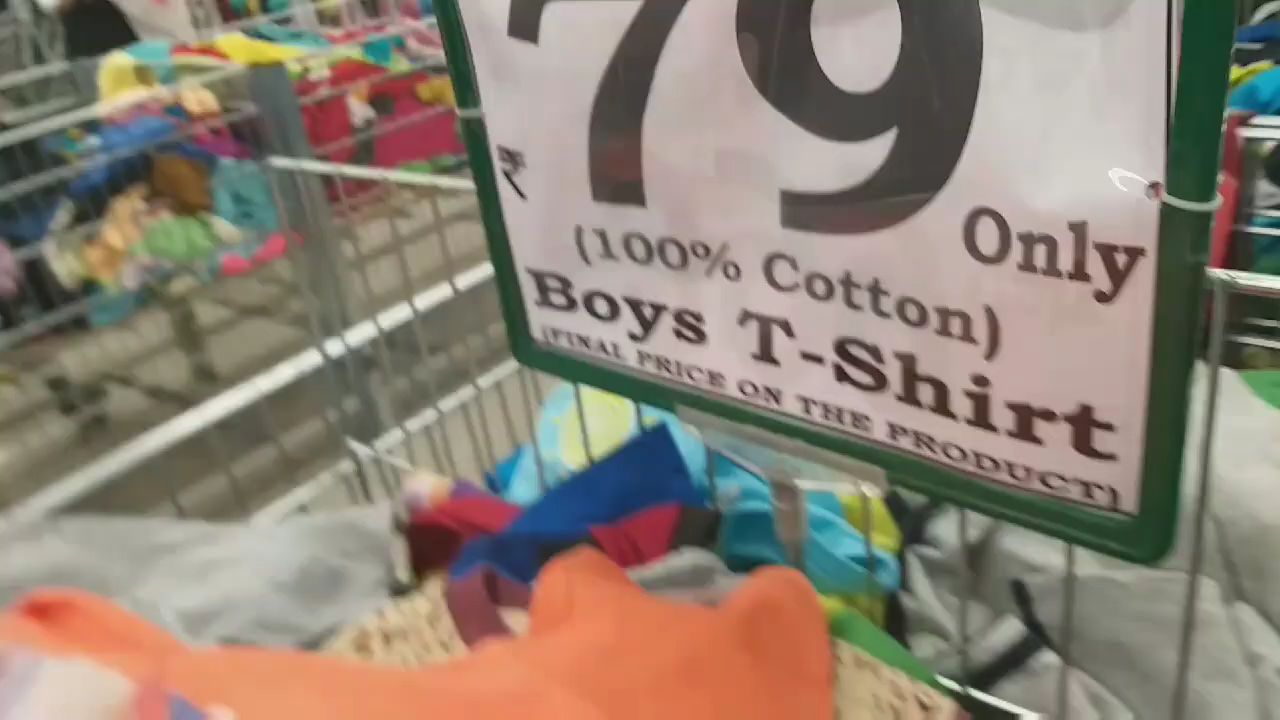 ₹ 79 Only
(100% Cotton)
Boys T-Shirt
(FINAL PRICE ON THE PRODUCT)